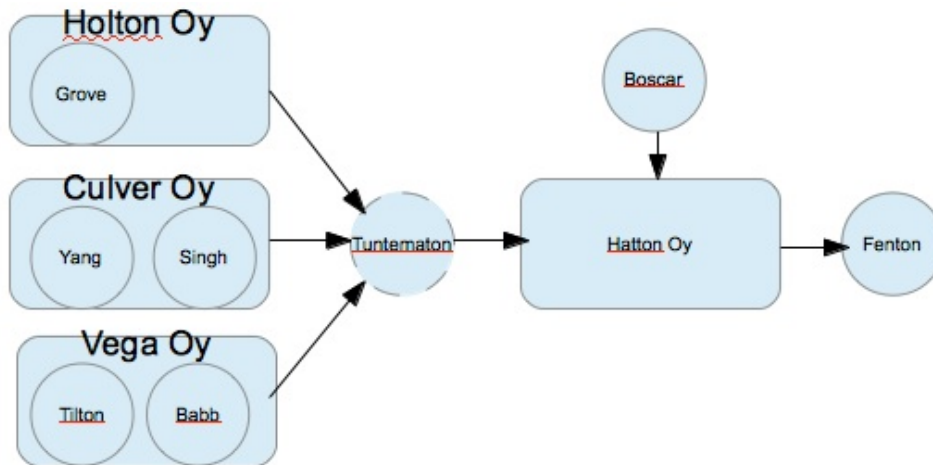 Holton Oy
Grove
Boscar
Culver Oy
Yang
Singh
Tuntematon
Hatton Oy
Fenton
Vega Oy
Tilton
Babb